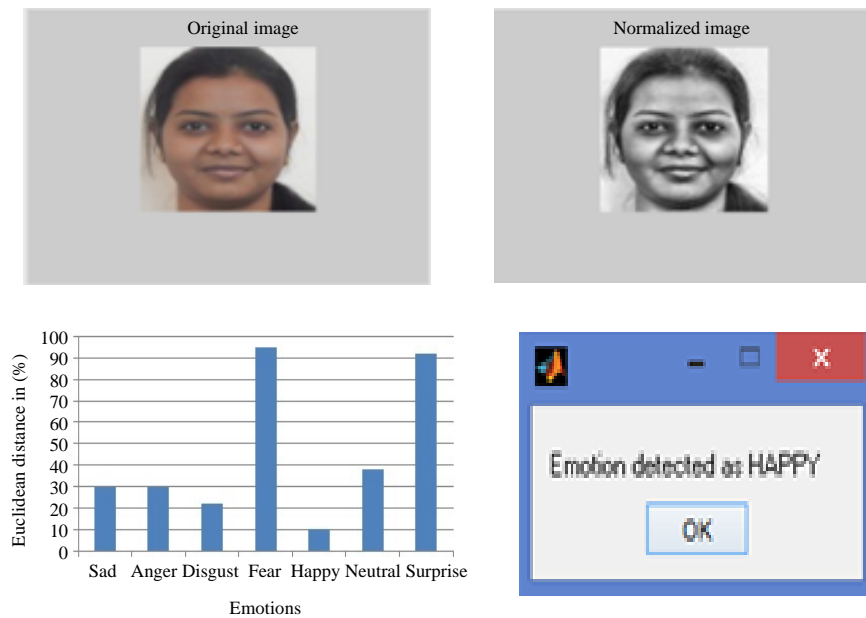 Original image
Normalized image
Euclidean distance in (%)
100
90
80
70
60
50
40
30
20
10
0
Sad Anger Disgust Fear Happy Neutral Surprise
Emotions
Emotion detected as HAPPY
OK